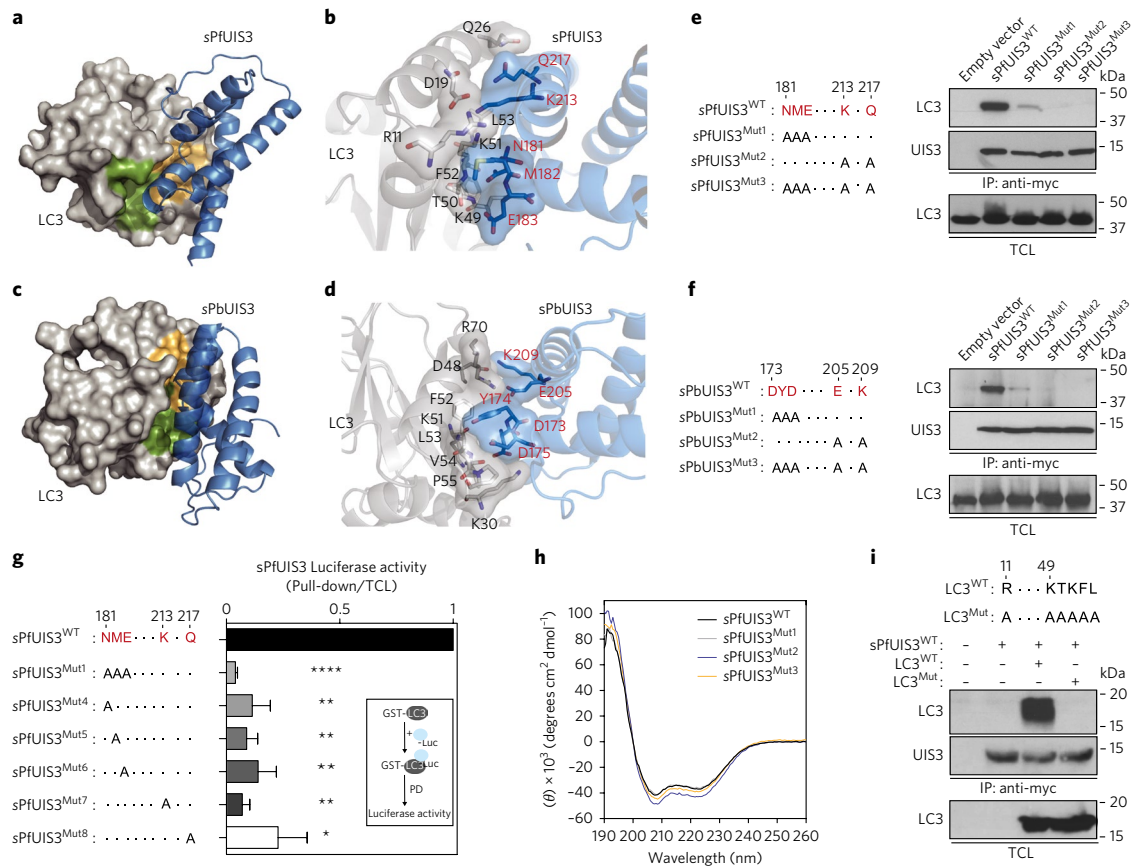 a
sPfUIS3
LC3
b
sPfUIS3
Q26
Q217
D19
K213
L53
R11
K51
N181
LC3
M182
F52
T50
K49
E183
c
sPbUIS3
LC3
d
sPbUIS3
R70
D48
K209
F52
Y174
E205
K51
LC3
L53
D173
V54
D175
P55
K30
e
181 213 217
sPfUIS3WT : NME · · · · K · · Q
sPfUIS3Mut1 : AAA · · · · · · · ·
sPfUIS3Mut2 : · · · · · · · A · · A
sPfUIS3Mut3 : AAA · · · · A · · A
Empty vector
sPfUIS3WT
sPfUIS3Mut1
sPfUIS3Mut2
sPfUIS3Mut3
kDa
LC3
50
37
UIS3
15
IP: anti-myc
LC3
50
37
TCL
f
173 205 209
sPbUIS3WT : DYD · · · · E · · K
sPbUIS3Mut1 : AAA
sPbUIS3Mut2 : · · · · · · · A · · A
sPbUIS3Mut3 : AAA · · · · A · · A
Empty vector
sPfUIS3WT
sPfUIS3Mut1
sPfUIS3Mut2
sPfUIS3Mut3
kDa
LC3
50
37
UIS3
15
IP: anti-myc
LC3
50
37
TCL
g
sPfUIS3 Luciferase activity
(Pull-down/TCL)
0 0.5 1
181 213 217
sPfUIS3WT : NME · · · · K · · Q
sPfUIS3Mut1 : AAA · · · · · · · ·
****
sPfUIS3Mut4 : A · · · · · · · · ·
**
sPfUIS3Mut5 : · A · · · · · · · ·
**
sPfUIS3Mut6 : · · A · · · · · · ·
**
sPfUIS3Mut7 : · · · · · · · A · · ·
**
sPfUIS3Mut8 : · · · · · · · · · · A
*
GST-LC3
+
-Luc
GST-LC3 Luc
PD
Luciferase activity
h
(θ) × 10³ (degrees cm² dmol⁻¹)
100
80
60
40
20
0
−20
−40
−60
sPfUIS3WT
sPfUIS3Mut1
sPfUIS3Mut2
sPfUIS3Mut3
190 200 210 220 230 240 250 260
Wavelength (nm)
i
11 49
LC3WT : R · · · KTKFL
LC3Mut : A · · · AAAAA
sPfUIS3WT : – + + +
LC3WT : – – + –
LC3Mut : – – – +
kDa
LC3
20
15
UIS3
20
15
IP: anti-myc
LC3
20
15
TCL